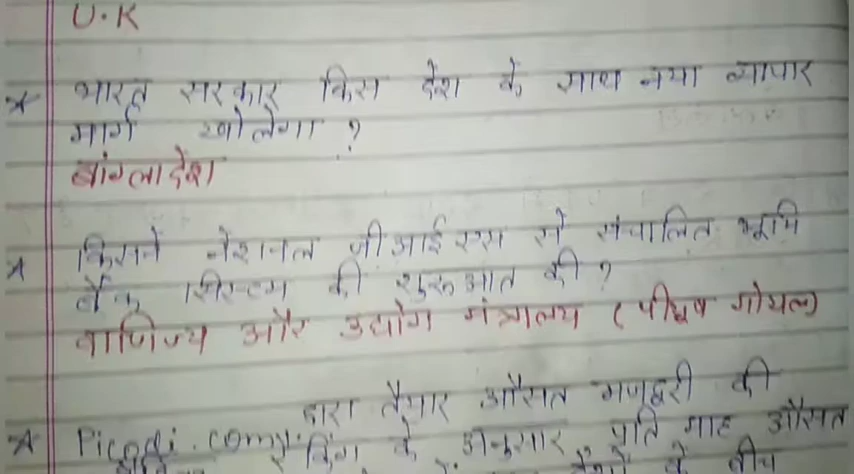 U.K
भारत सरकार किस देश के साथ नया व्यापार
मार्ग खोलेगा ?
बांग्लादेश
किसने नेशनल जीआईएस से संचालित भूमि
बैंक सिस्टम की शुरुआत की ?
वाणिज्य और उद्योग मंत्रालय (पीयूष गोयल)
द्वारा तैयार औसत मजदूरी की
Picodi.com
रैंकिंग के अनुसार प्रति माह औसत
के बीच